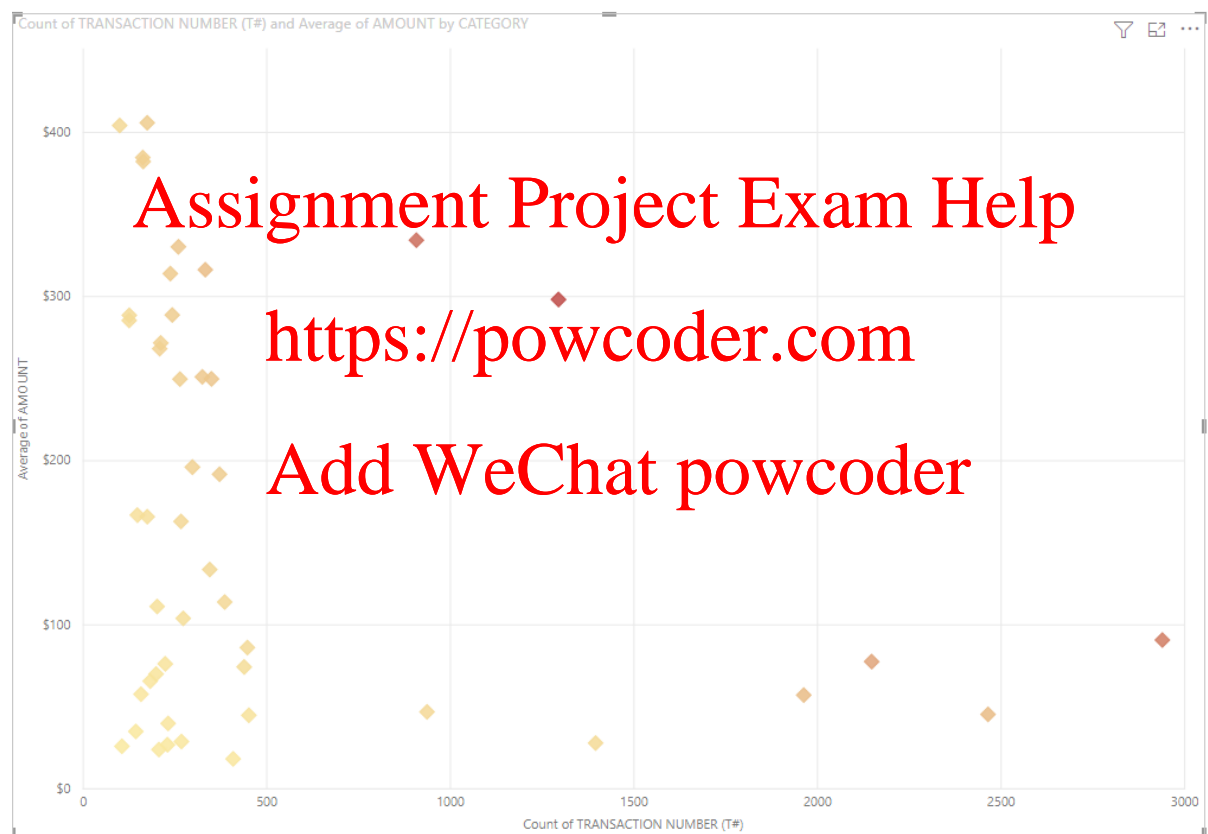 Count of TRANSACTION NUMBER (T#) and Average of AMOUNT by CATEGORY
$400
Assignment Project Exam Help
$300
https://powcoder.com
Average of AMOUNT
$200
Add WeChat powcoder
$100
$0
0 500 1000 1500 2000 2500 3000
Count of TRANSACTION NUMBER (T#)